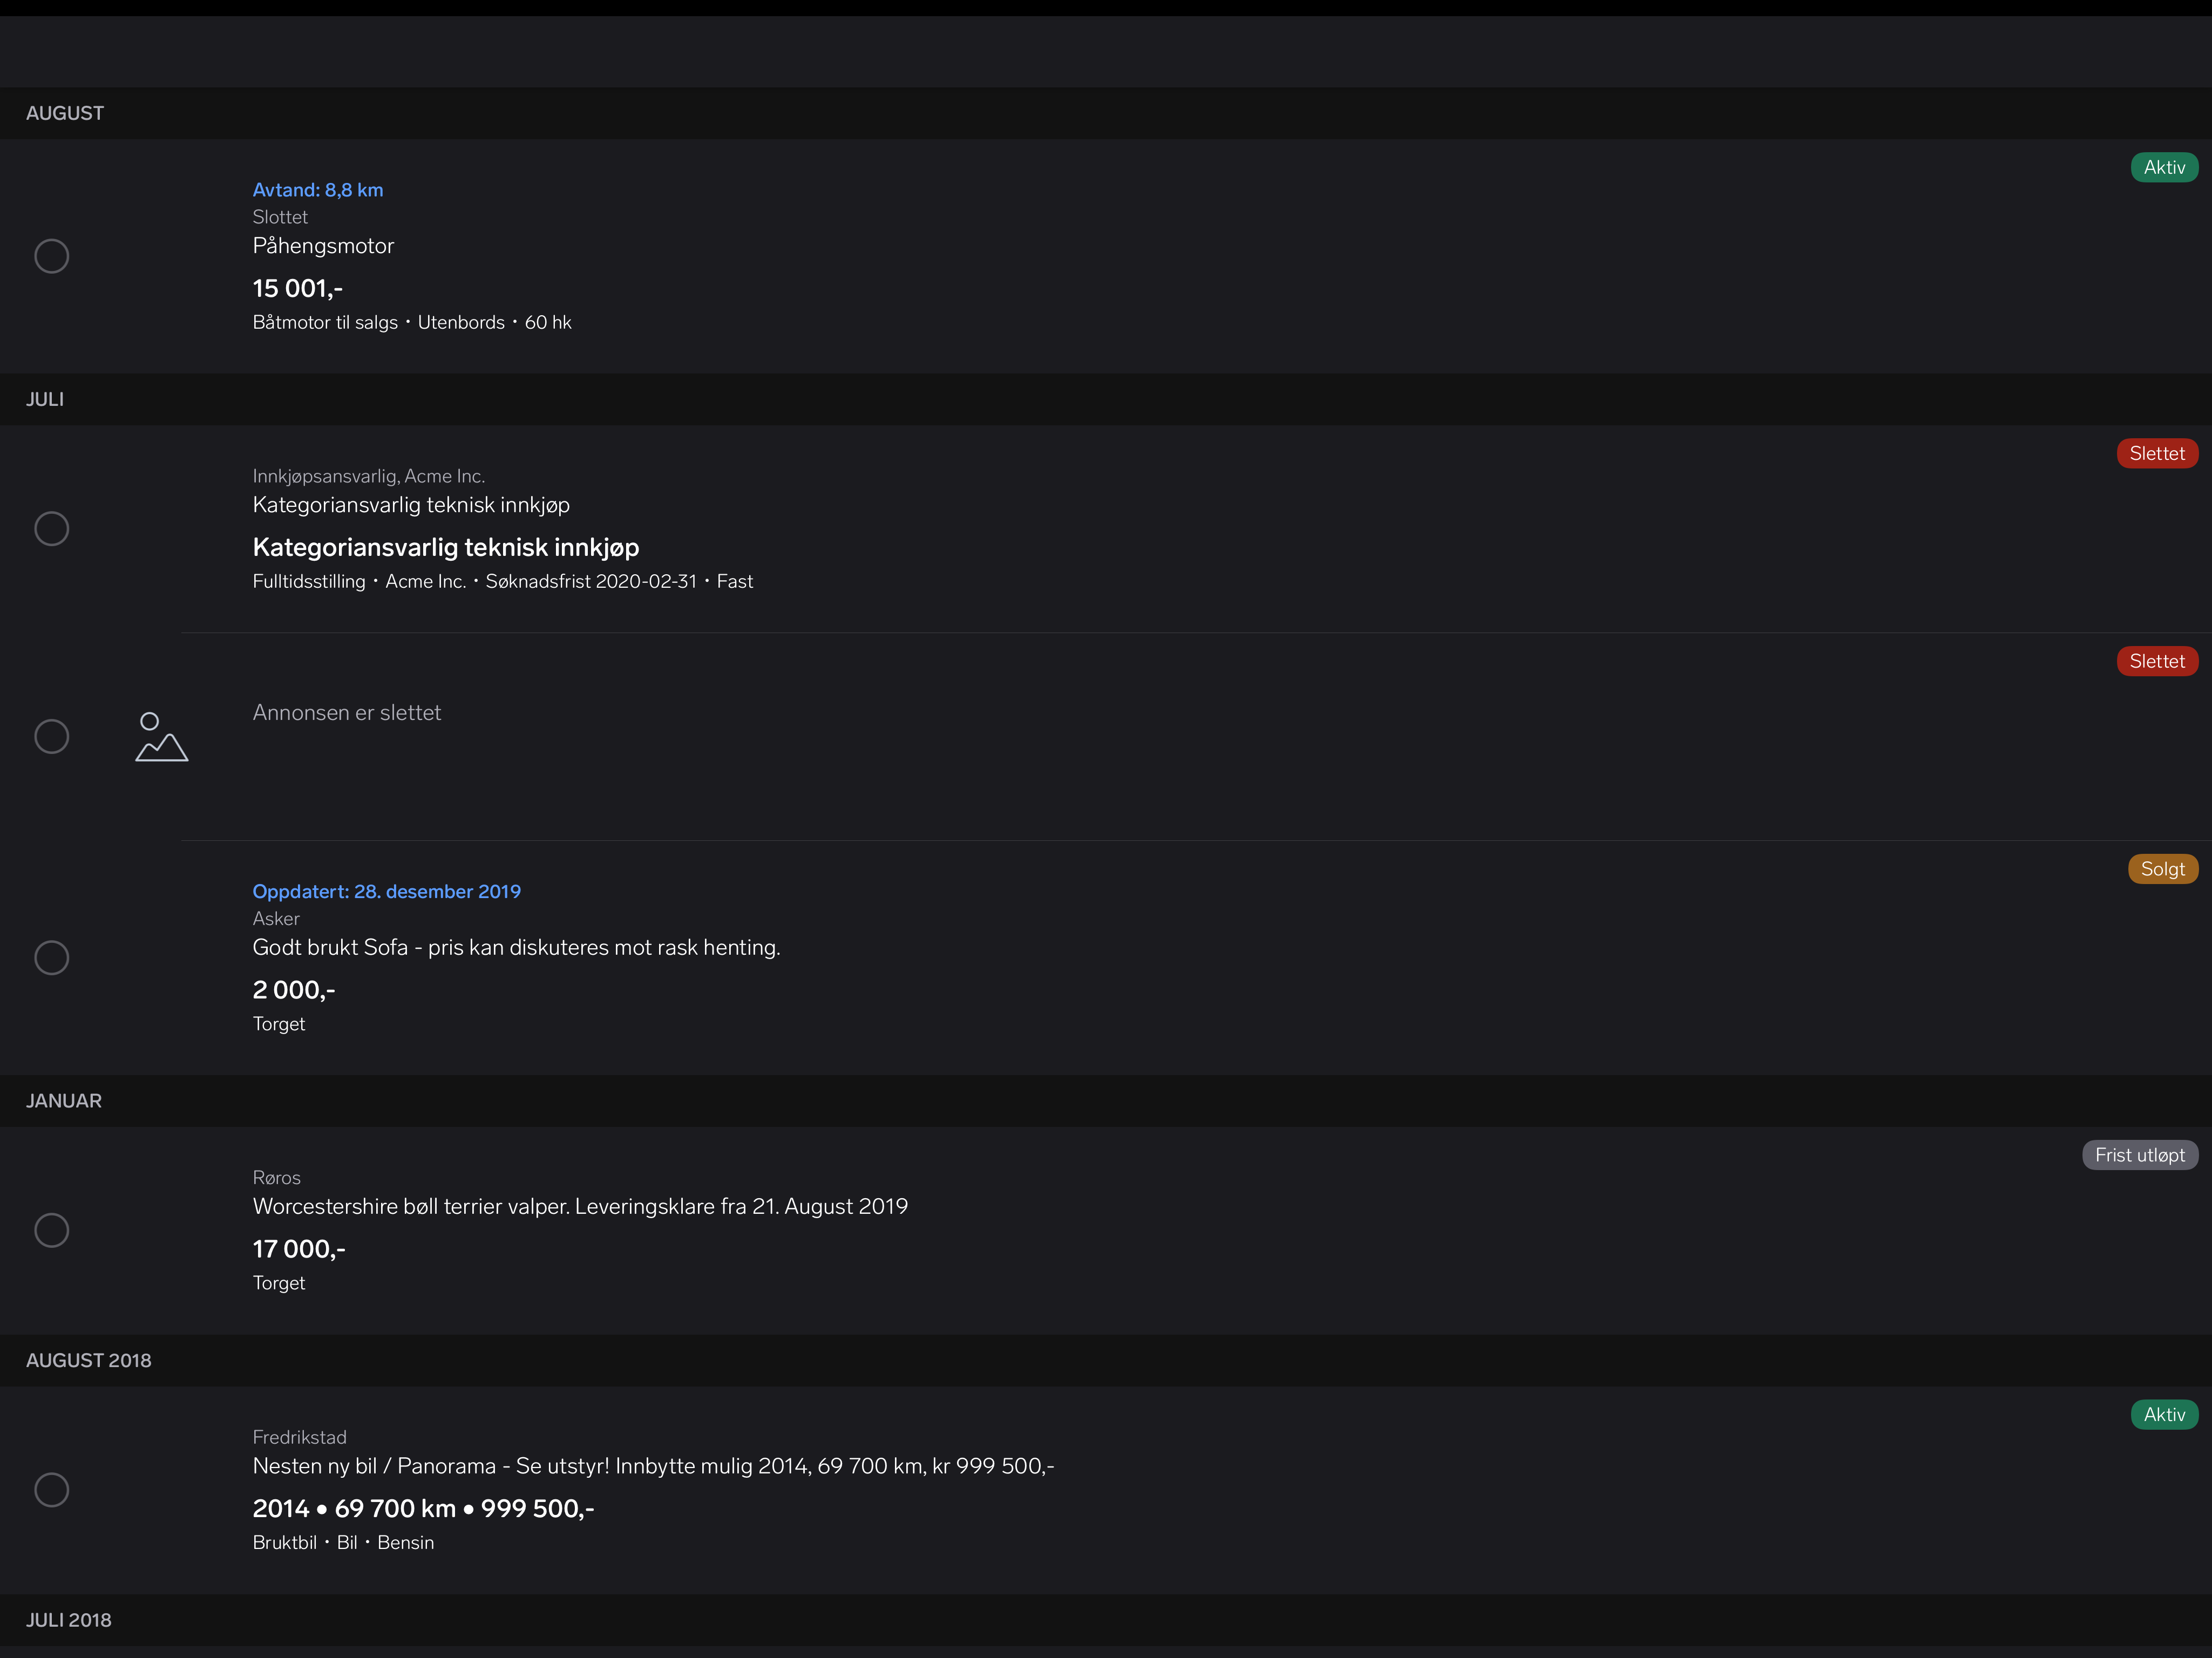 AUGUST
Aktiv
Avtand: 8,8 km
Slottet
Påhengsmotor
15 001,-
Båtmotor til salgs • Utenbords • 60 hk
JULI
Slettet
Innkjøpsansvarlig, Acme Inc.
Kategoriansvarlig teknisk innkjøp
Kategoriansvarlig teknisk innkjøp
Fulltidsstilling • Acme Inc. • Søknadsfrist 2020-02-31 • Fast
Slettet
Annonsen er slettet
Solgt
Oppdatert: 28. desember 2019
Asker
Godt brukt Sofa - pris kan diskuteres mot rask henting.
2 000,-
Torget
JANUAR
Frist utløpt
Røros
Worcestershire bøll terrier valper. Leveringsklare fra 21. August 2019
17 000,-
Torget
AUGUST 2018
Aktiv
Fredrikstad
Nesten ny bil / Panorama - Se utstyr! Innbytte mulig 2014, 69 700 km, kr 999 500,-
2014 • 69 700 km • 999 500,-
Bruktbil • Bil • Bensin
JULI 2018